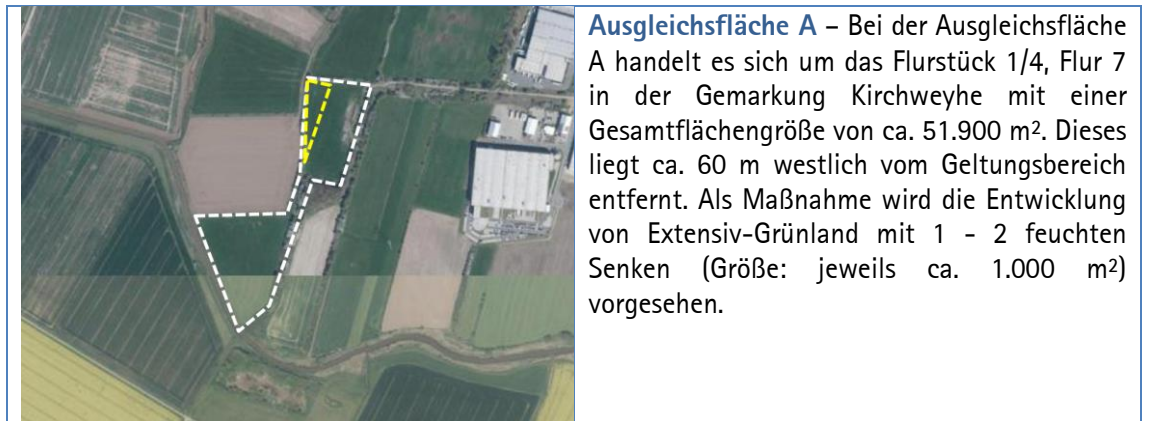 Ausgleichsfläche A – Bei der Ausgleichsfläche
A handelt es sich um das Flurstück 1/4, Flur 7
in der Gemarkung Kirchweyhe mit einer
Gesamtflächengröße von ca. 51.900 m². Dieses
liegt ca. 60 m westlich vom Geltungsbereich
entfernt. Als Maßnahme wird die Entwicklung
von Extensiv-Grünland mit 1 - 2 feuchten
Senken (Größe: jeweils ca. 1.000 m²)
vorgesehen.